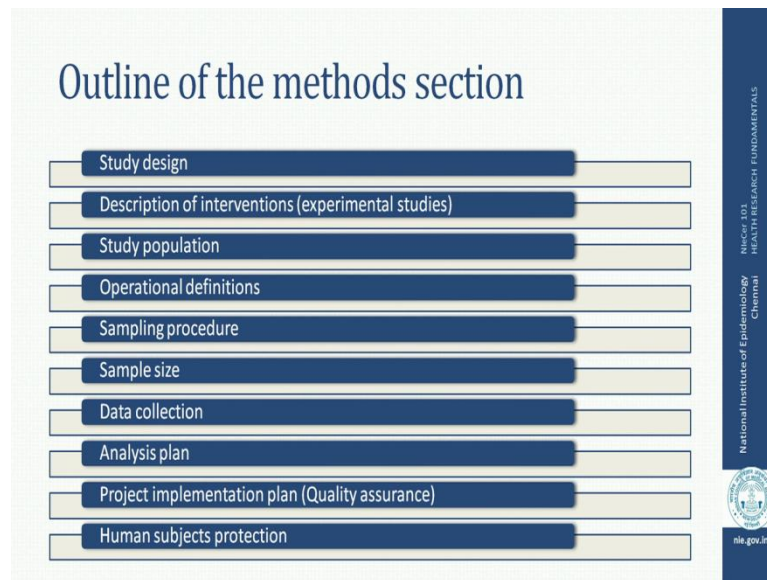 Outline of the methods section
Study design
Description of interventions (experimental studies)
Study population
Operational definitions
Sampling procedure
Sample size
Data collection
Analysis plan
Project implementation plan (Quality assurance)
Human subjects protection
NIeCer 101
HEALTH RESEARCH FUNDAMENTALS
National Institute of Epidemiology
Chennai
nie.gov.in